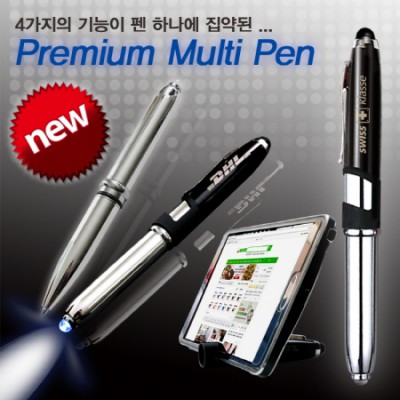 4가지의 기능이 펜 하나에 집약된 ...
Premium Multi Pen
new
DHL
swiss + klasse
DHL